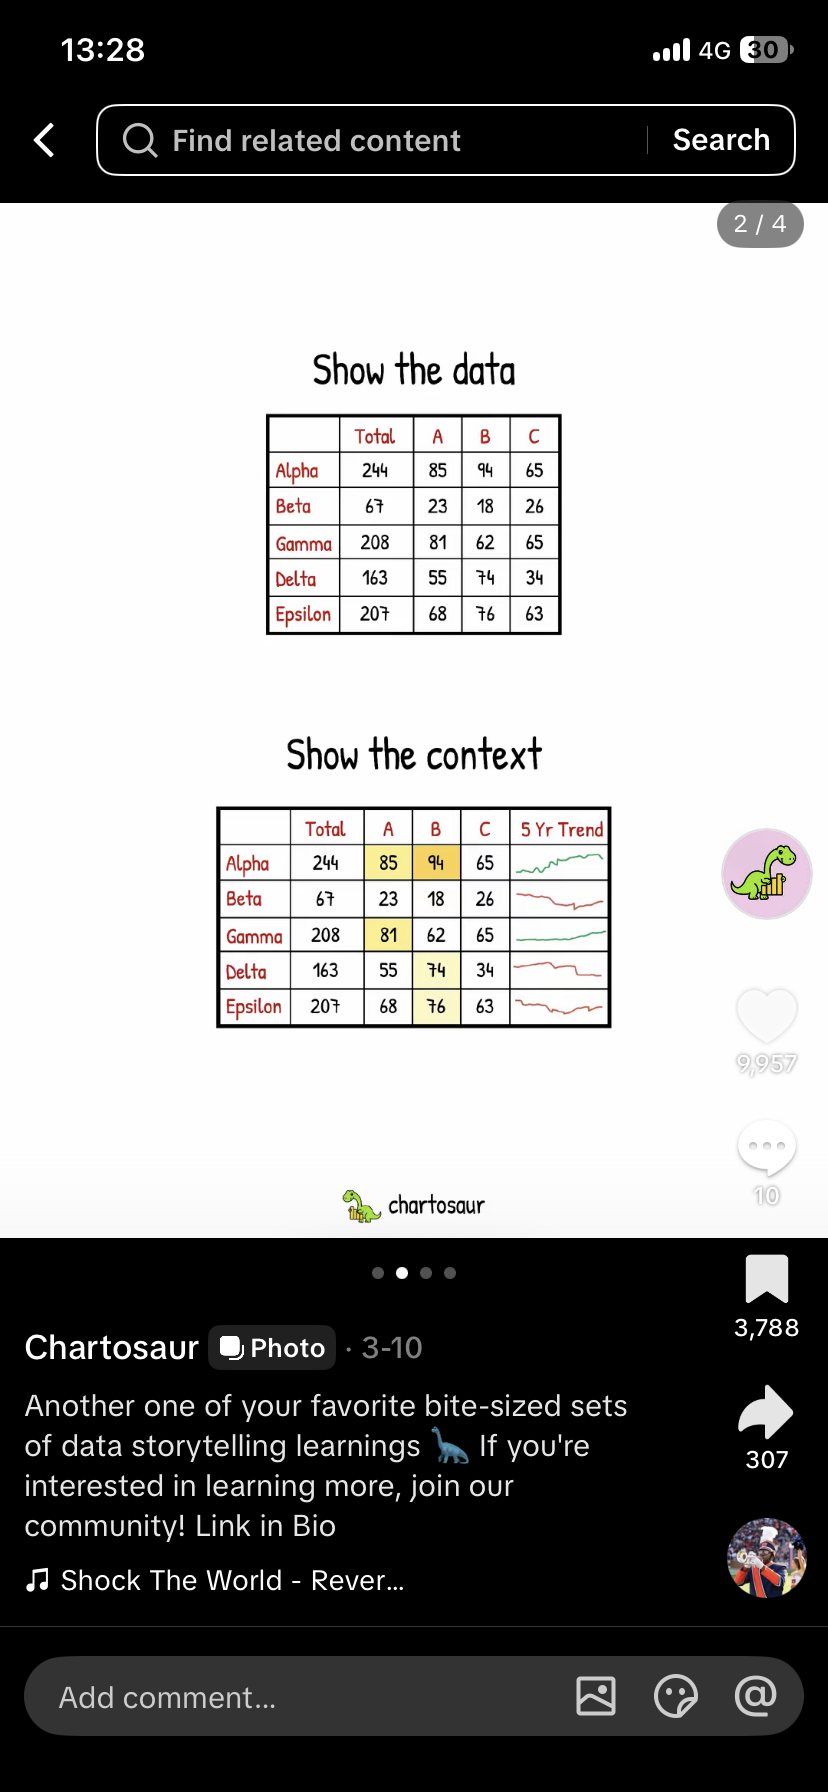 13:28
4G 30
Find related content
Search
2 / 4
Show the data
Total A B C
Alpha 244 85 94 65
Beta 67 23 18 26
Gamma 208 81 62 65
Delta 163 55 74 34
Epsilon 207 68 76 63
Show the context
Total A B C 5 Yr Trend
Alpha 244 85 94 65
Beta 67 23 18 26
Gamma 208 81 62 65
Delta 163 55 74 34
Epsilon 207 68 76 63
9,957
10
chartosaur
3,788
Chartosaur Photo · 3-10
Another one of your favorite bite-sized sets
of data storytelling learnings 🦕 If you're
interested in learning more, join our
community! Link in Bio
307
Shock The World - Rever...
Add comment...